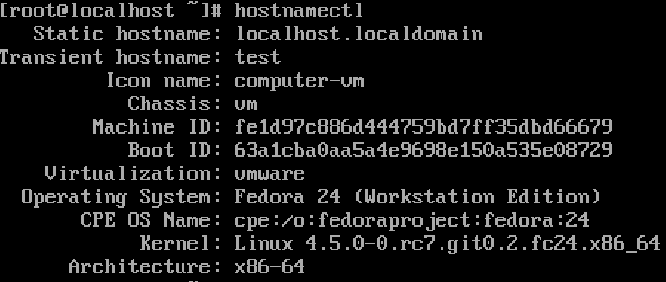 [root@localhost ~]# hostnamectl
Static hostname: localhost.localdomain
Transient hostname: test
Icon name: computer-vm
Chassis: vm
Machine ID: fe1d97c886d444759bd7ff35dbd66679
Boot ID: 63a1cba0aa5a4e9698e150a535e08729
Virtualization: vmware
Operating System: Fedora 24 (Workstation Edition)
CPE OS Name: cpe:/o:fedoraproject:fedora:24
Kernel: Linux 4.5.0-0.rc7.git0.2.fc24.x86_64
Architecture: x86-64